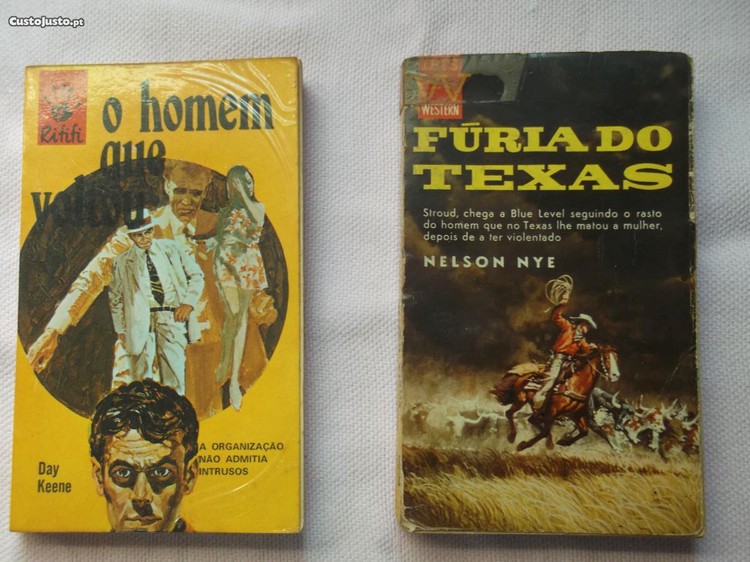 CustoJusto.pt
Rififi
o homem
que
voltou
A ORGANIZAÇÃO
NÃO ADMITIA
INTRUSOS
Day
Keene
WESTERN
FÚRIA DO
TEXAS
Stroud, chega a Blue Level seguindo o rasto
do homem que no Texas lhe matou a mulher,
depois de a ter violentado
NELSON NYE